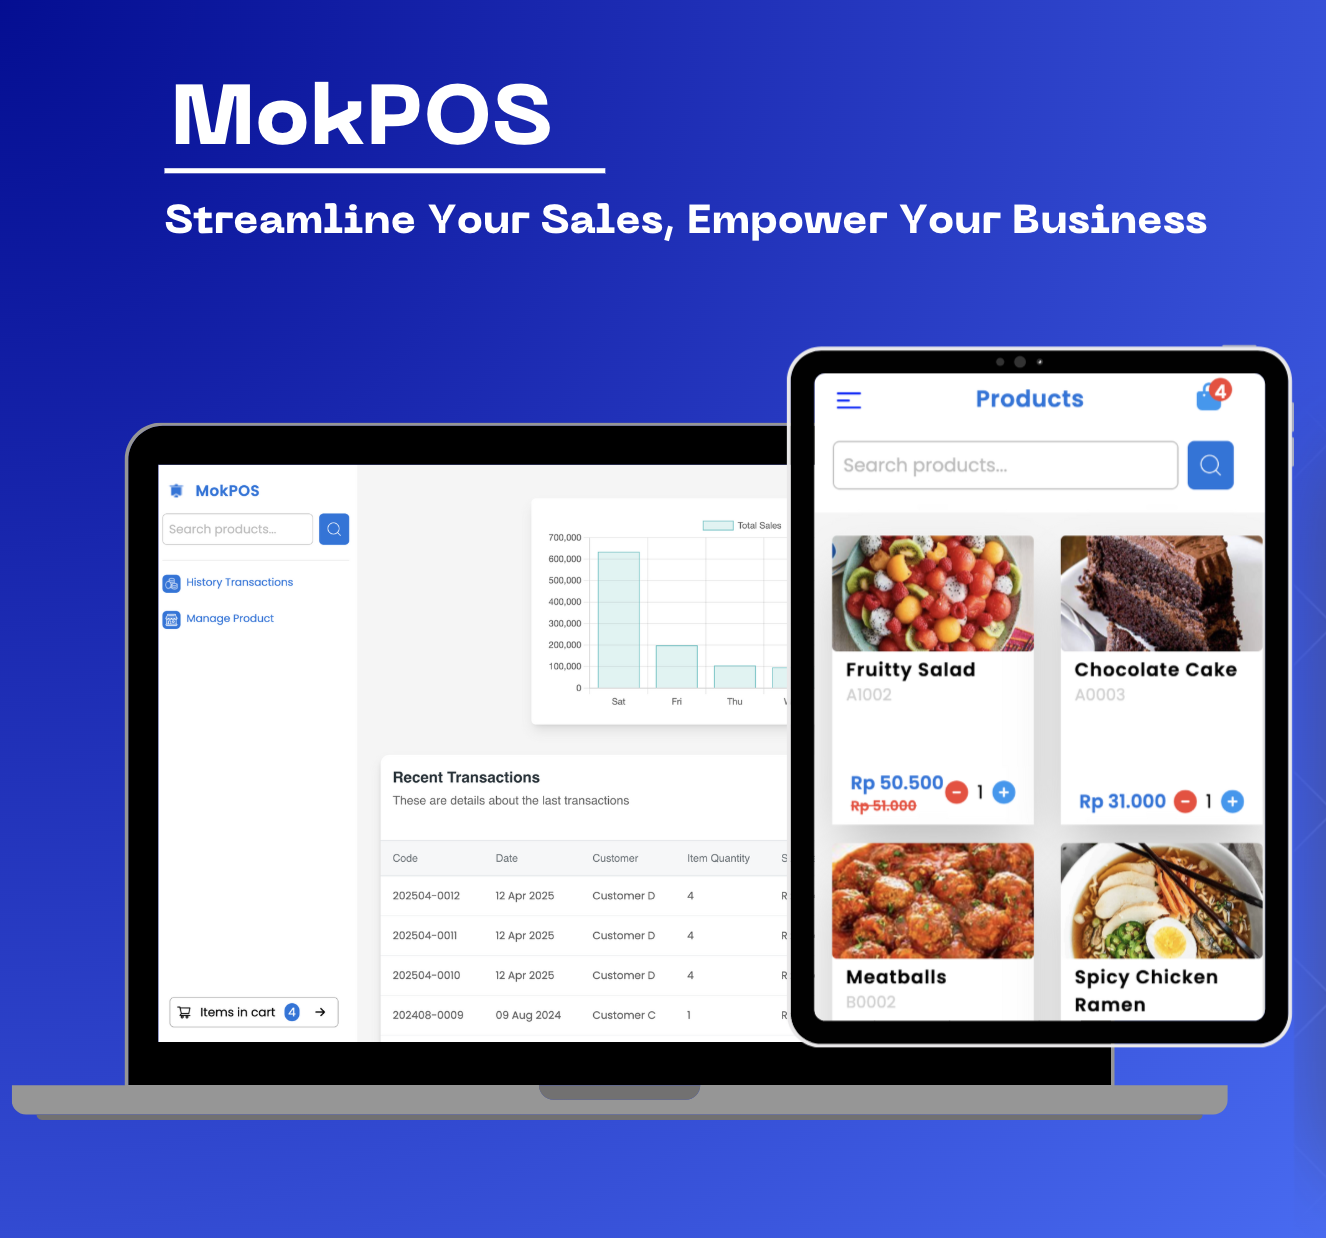 MokPOS
Streamline Your Sales, Empower Your Business
MokPOS
Search products...
History Transactions
Manage Product
Items in cart 4
Total Sales
700,000
600,000
500,000
400,000
300,000
200,000
100,000
0
Sat Fri Thu
Recent Transactions
These are details about the last transactions
Code Date Customer Item Quantity S
202504-0012 12 Apr 2025 Customer D 4 R
202504-0011 12 Apr 2025 Customer D 4 R
202504-0010 12 Apr 2025 Customer D 4 R
202408-0009 09 Aug 2024 Customer C 1 R
Products 4
Search products...
Fruitty Salad
A1002
Rp 50.500
Rp 51.000
− 1 +
Chocolate Cake
A0003
Rp 31.000 − 1 +
Meatballs
B0002
Spicy Chicken
Ramen